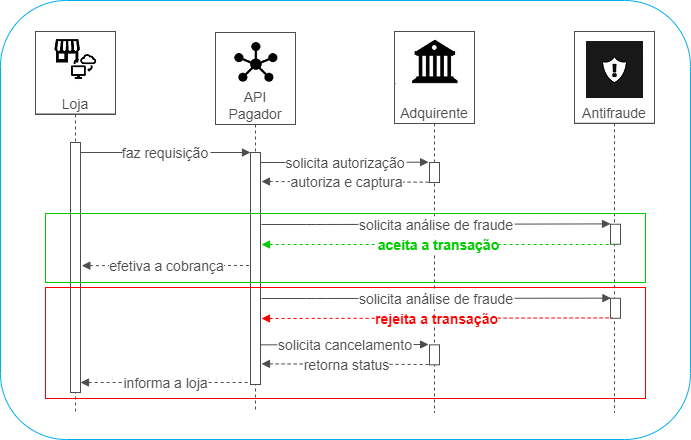 Loja
API
Pagador
Adquirente
Antifraude
faz requisição
solicita autorização
autoriza e captura
solicita análise de fraude
aceita a transação
efetiva a cobrança
solicita análise de fraude
rejeita a transação
solicita cancelamento
retorna status
informa a loja